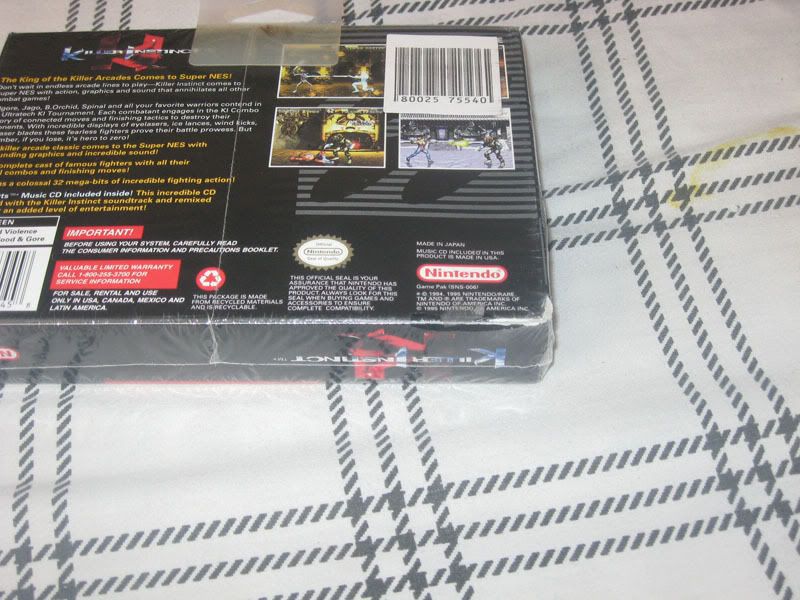 KILLER INSTINCT
The King of the Killer Arcades Comes to Super NES!
Don't wait in endless arcade lines to play—Killer Instinct comes to
Super NES with action, graphics and sound that annihilates all other
combat games!
Jago, B.Orchid, Spinal and all your favorite warriors contend in
Ultratech KI Tournament. Each combatant engages in the KI Combo
of connected moves and finishing tactics to destroy their
With incredible displays of eyelasers, ice lances, wind kicks,
blades these fearless fighters prove their battle prowess. But
if you lose, it's hero to zero!
killer arcade classic comes to the Super NES with
graphics and incredible sound!
complete cast of famous fighters with all their
combos and finishing moves!
a colossal 32 mega-bits of incredible fighting action!
Music CD included inside! This incredible CD
with the Killer Instinct soundtrack and remixed
an added level of entertainment!
80025 75540
Violence
Blood & Gore
IMPORTANT!
BEFORE USING YOUR SYSTEM, CAREFULLY READ
THE CONSUMER INFORMATION AND PRECAUTIONS BOOKLET.
VALUABLE LIMITED WARRANTY
CALL 1-800-255-3700 FOR
SERVICE INFORMATION
FOR SALE, RENTAL AND USE
ONLY IN USA, CANADA, MEXICO AND
LATIN AMERICA.
THIS PACKAGE IS MADE
FROM RECYCLED MATERIALS
AND IS RECYCLABLE.
Official
Nintendo
Seal of Quality
THIS OFFICIAL SEAL IS YOUR
ASSURANCE THAT NINTENDO HAS
APPROVED THE QUALITY OF THIS
PRODUCT. ALWAYS LOOK FOR THIS
SEAL WHEN BUYING GAMES AND
ACCESSORIES TO ENSURE
COMPLETE COMPATIBILITY.
MADE IN JAPAN
MUSIC CD INCLUDED IN THIS
PRODUCT IS MADE IN USA.
Nintendo
Game Pak (SNS-006)
© 1994, 1995 NINTENDO/RARE.
TM AND ® ARE TRADEMARKS OF
NINTENDO OF AMERICA INC.
© 1995 NINTENDO OF AMERICA INC.
KILLER INSTINCT™